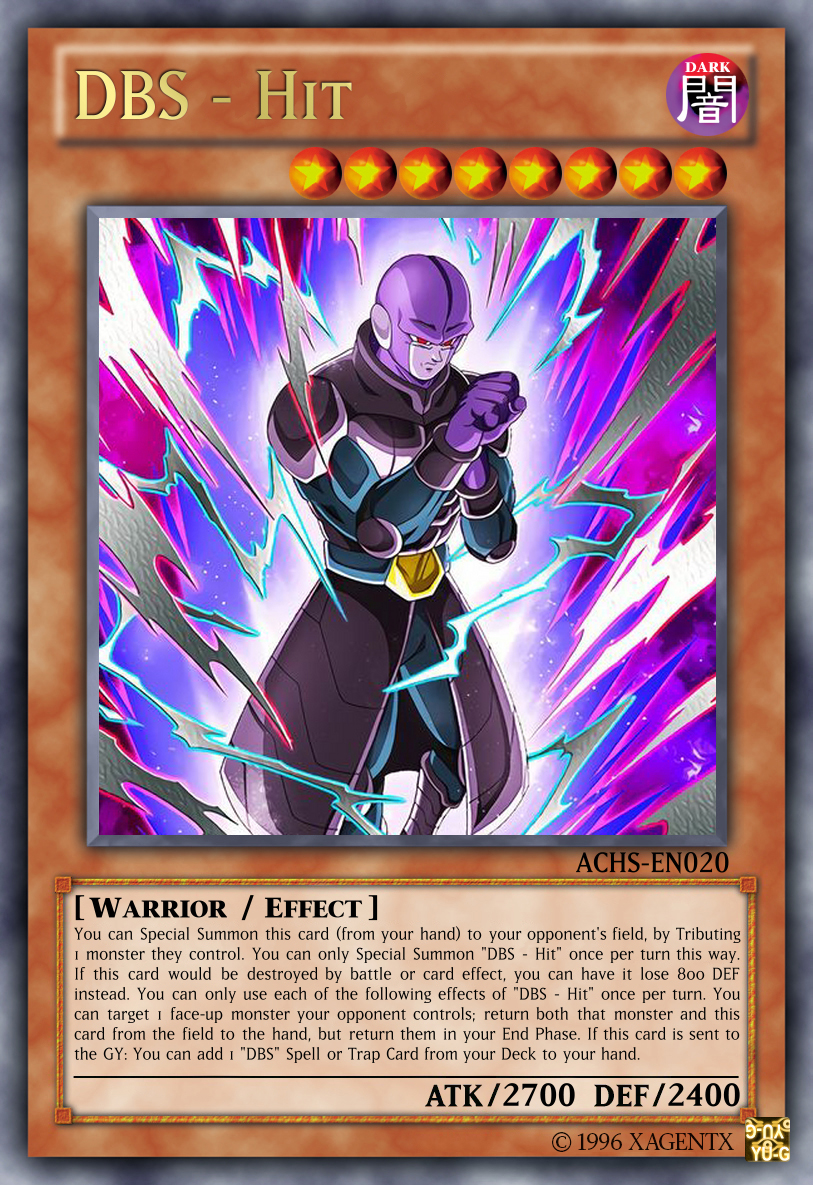 DBS - Hit
DARK
闇
ACHS-EN020
[ Warrior / Effect ]
You can Special Summon this card (from your hand) to your opponent's field, by Tributing
1 monster they control. You can only Special Summon "DBS - Hit" once per turn this way.
If this card would be destroyed by battle or card effect, you can have it lose 800 DEF
instead. You can only use each of the following effects of "DBS - Hit" once per turn. You
can target 1 face-up monster your opponent controls; return both that monster and this
card from the field to the hand, but return them in your End Phase. If this card is sent to
the GY: You can add 1 "DBS" Spell or Trap Card from your Deck to your hand.
ATK/2700 DEF/2400
© 1996 XAGENTX